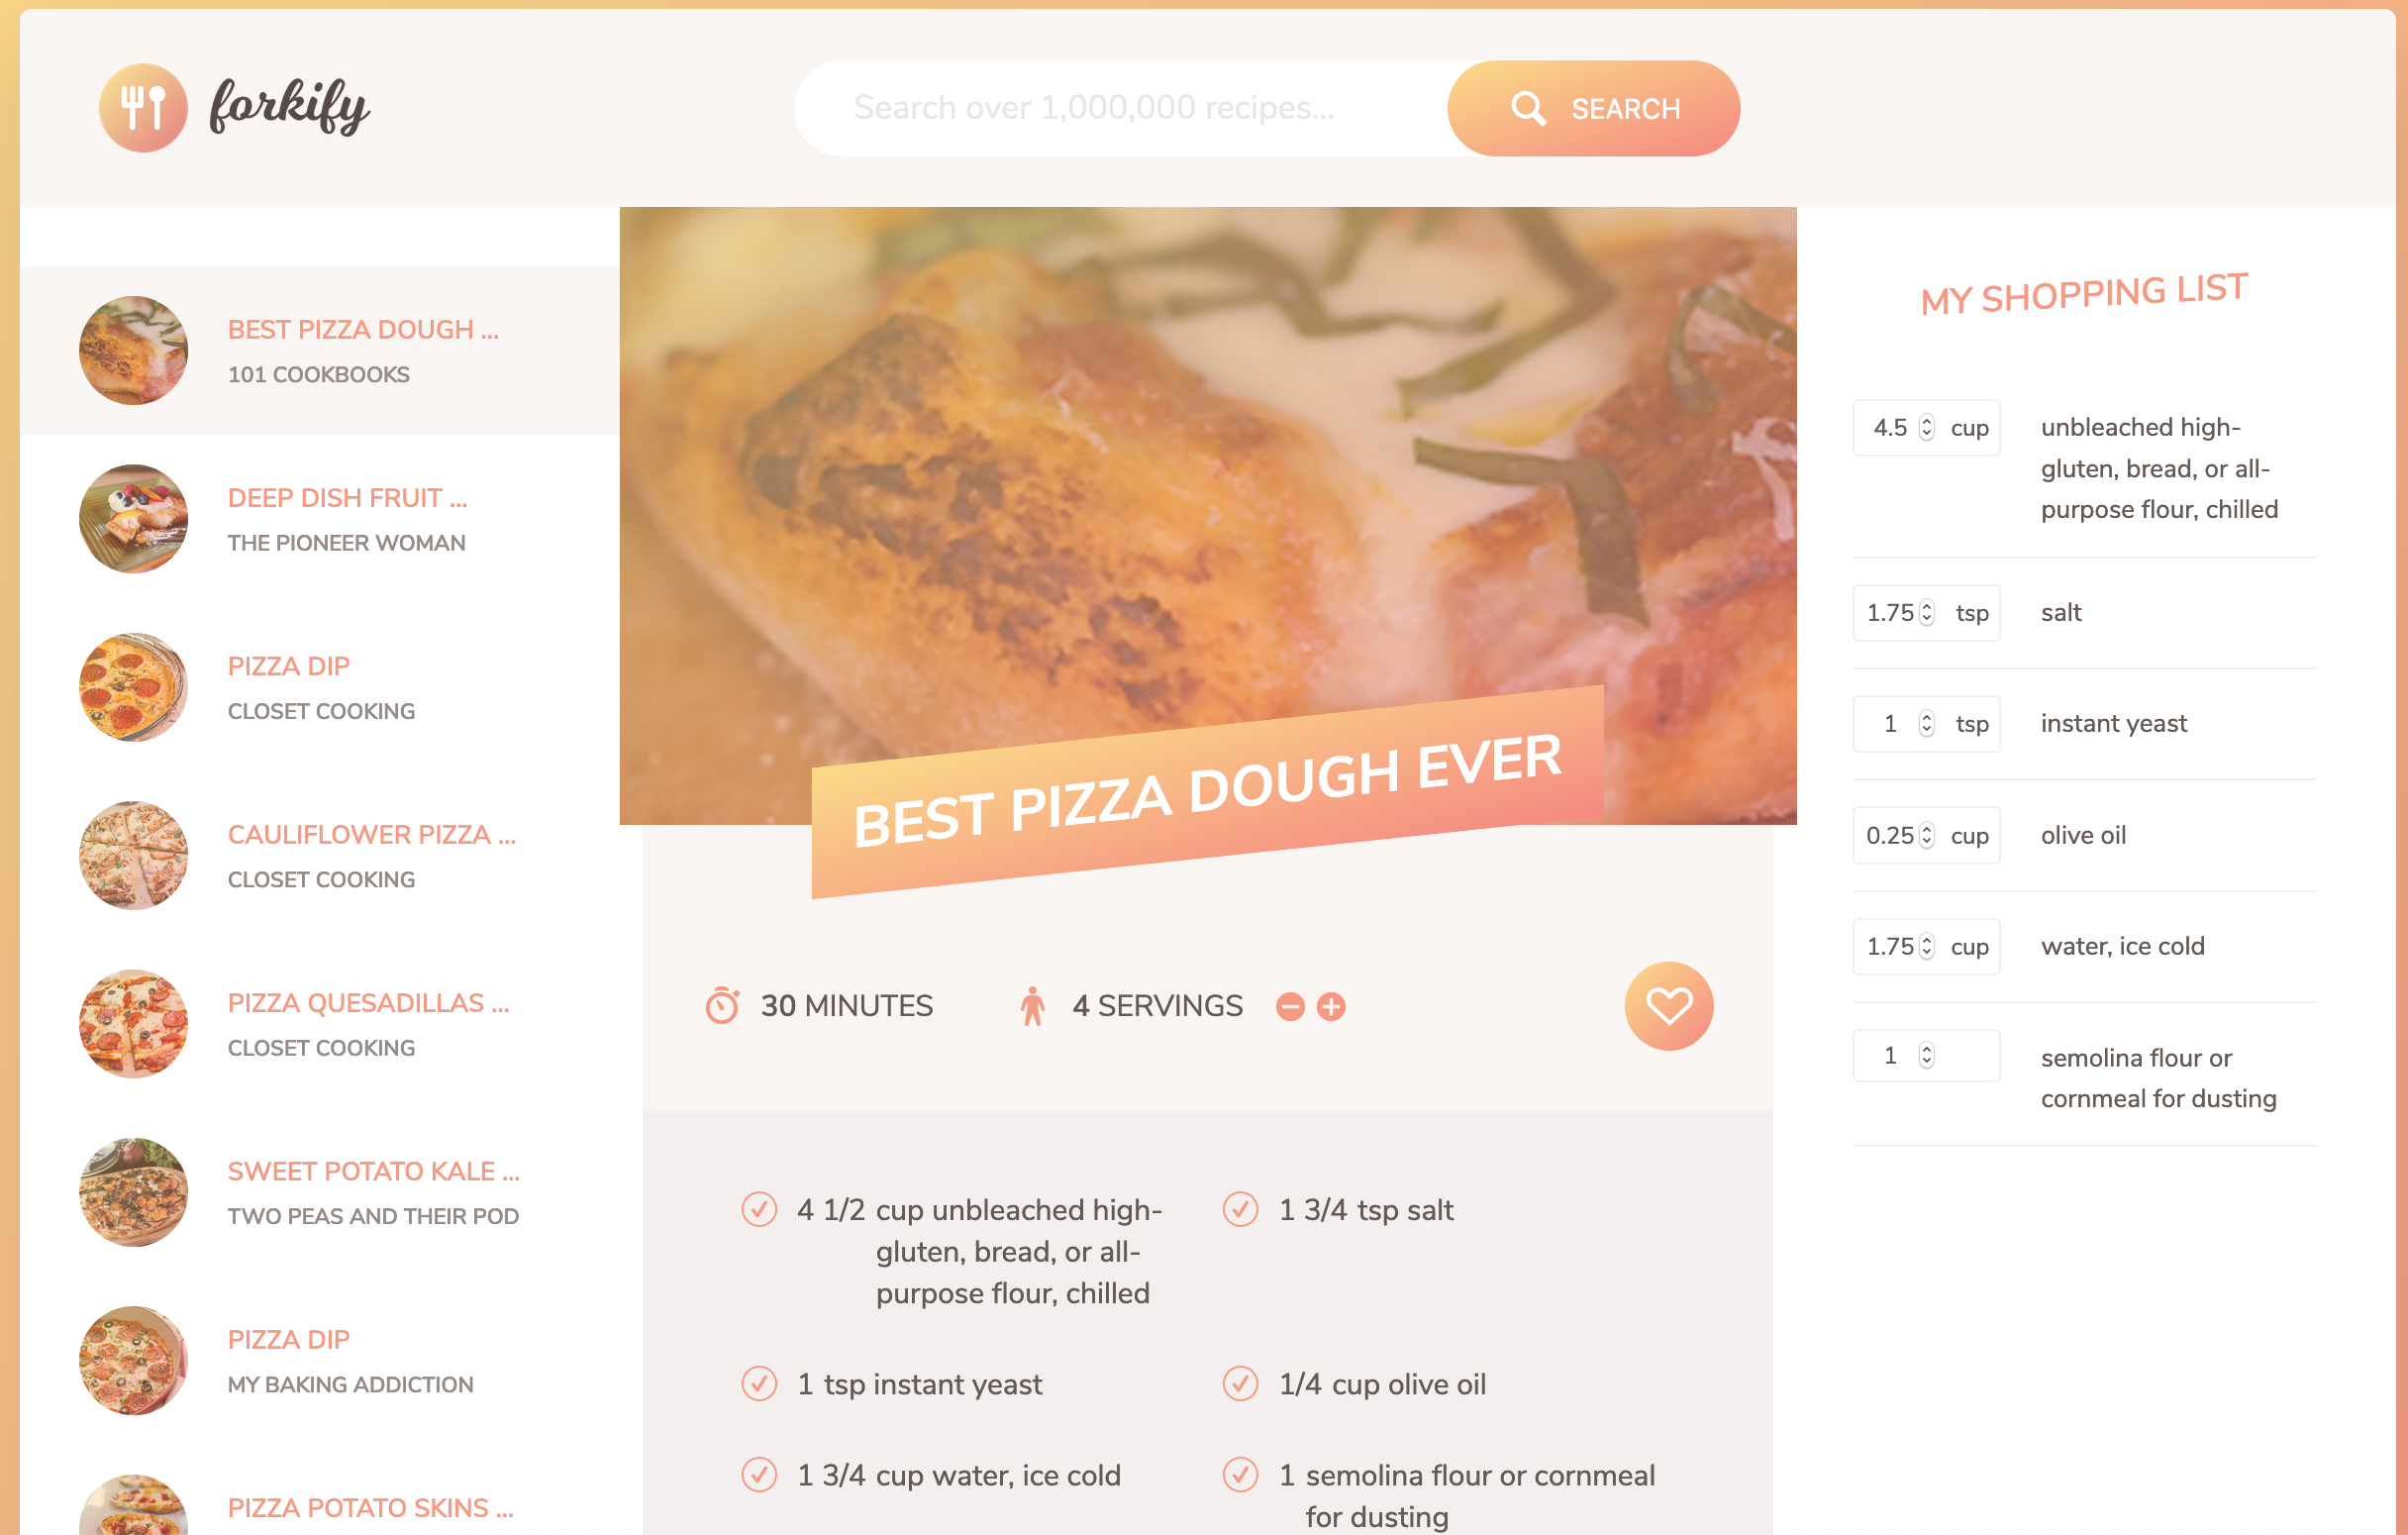 forkify
Search over 1,000,000 recipes...
SEARCH
BEST PIZZA DOUGH ...
101 COOKBOOKS
DEEP DISH FRUIT ...
THE PIONEER WOMAN
PIZZA DIP
CLOSET COOKING
CAULIFLOWER PIZZA ...
CLOSET COOKING
PIZZA QUESADILLAS ...
CLOSET COOKING
SWEET POTATO KALE ...
TWO PEAS AND THEIR POD
PIZZA DIP
MY BAKING ADDICTION
PIZZA POTATO SKINS ...
BEST PIZZA DOUGH EVER
30 MINUTES
4 SERVINGS
4 1/2 cup unbleached high-
gluten, bread, or all-
purpose flour, chilled
1 3/4 tsp salt
1 tsp instant yeast
1/4 cup olive oil
1 3/4 cup water, ice cold
1 semolina flour or cornmeal
for dusting
MY SHOPPING LIST
4.5 cup unbleached high-
gluten, bread, or all-
purpose flour, chilled
1.75 tsp salt
1 tsp instant yeast
0.25 cup olive oil
1.75 cup water, ice cold
1 semolina flour or
cornmeal for dusting